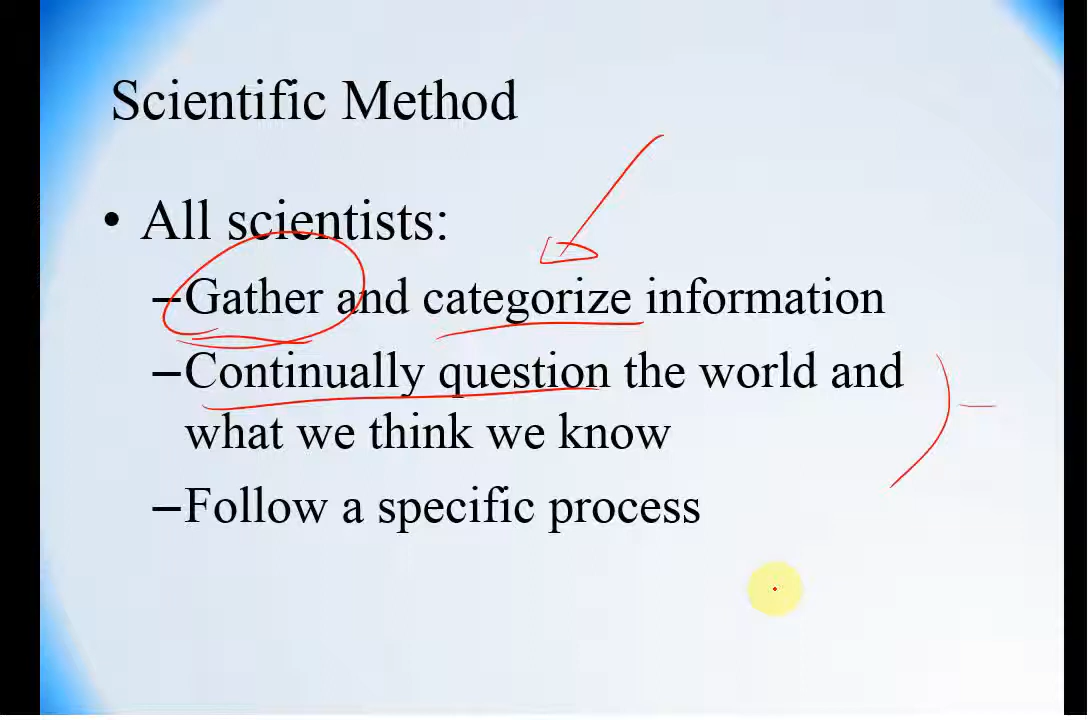 Scientific Method
• All scientists:
–Gather and categorize information
–Continually question the world and
what we think we know
–Follow a specific process